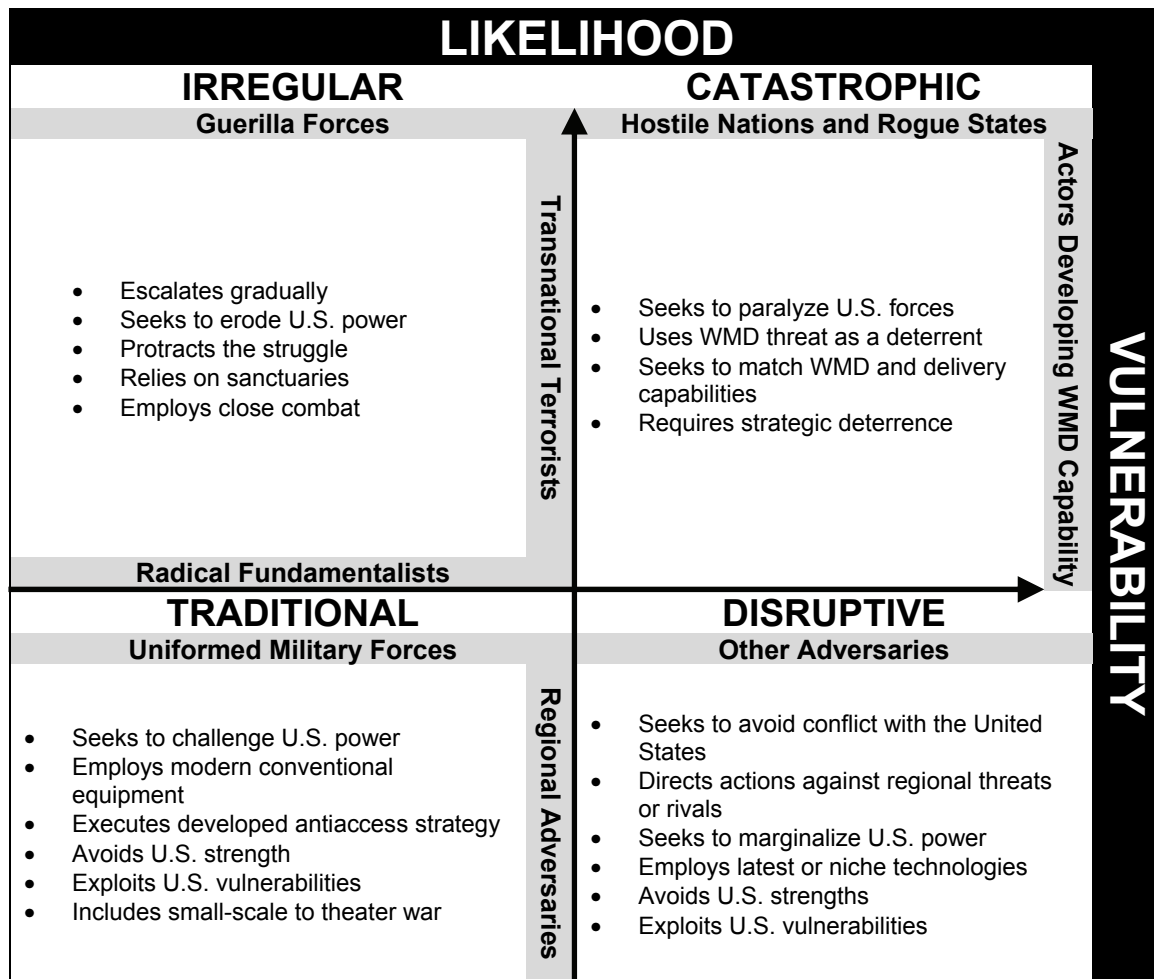 LIKELIHOOD
IRREGULAR
Guerilla Forces
Transnational Terrorists
• Escalates gradually
• Seeks to erode U.S. power
• Protracts the struggle
• Relies on sanctuaries
• Employs close combat
Radical Fundamentalists
CATASTROPHIC
Hostile Nations and Rogue States
Actors Developing WMD Capability
• Seeks to paralyze U.S. forces
• Uses WMD threat as a deterrent
• Seeks to match WMD and delivery
capabilities
• Requires strategic deterrence
VULNERABILITY
TRADITIONAL
Uniformed Military Forces
Regional Adversaries
• Seeks to challenge U.S. power
• Employs modern conventional
equipment
• Executes developed antiaccess strategy
• Avoids U.S. strength
• Exploits U.S. vulnerabilities
• Includes small-scale to theater war
DISRUPTIVE
Other Adversaries
• Seeks to avoid conflict with the United
States
• Directs actions against regional threats
or rivals
• Seeks to marginalize U.S. power
• Employs latest or niche technologies
• Avoids U.S. strengths
• Exploits U.S. vulnerabilities